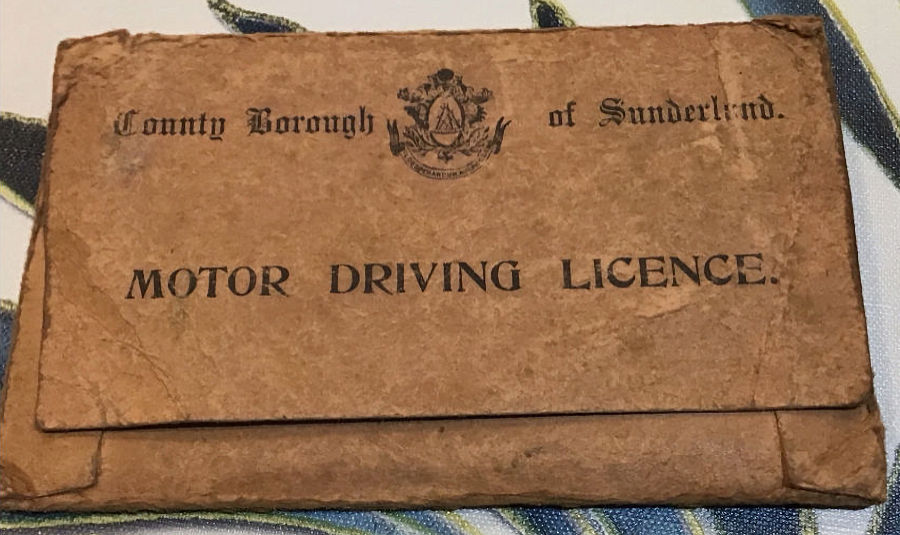 County Borough of Sunderland.
MOTOR DRIVING LICENCE.